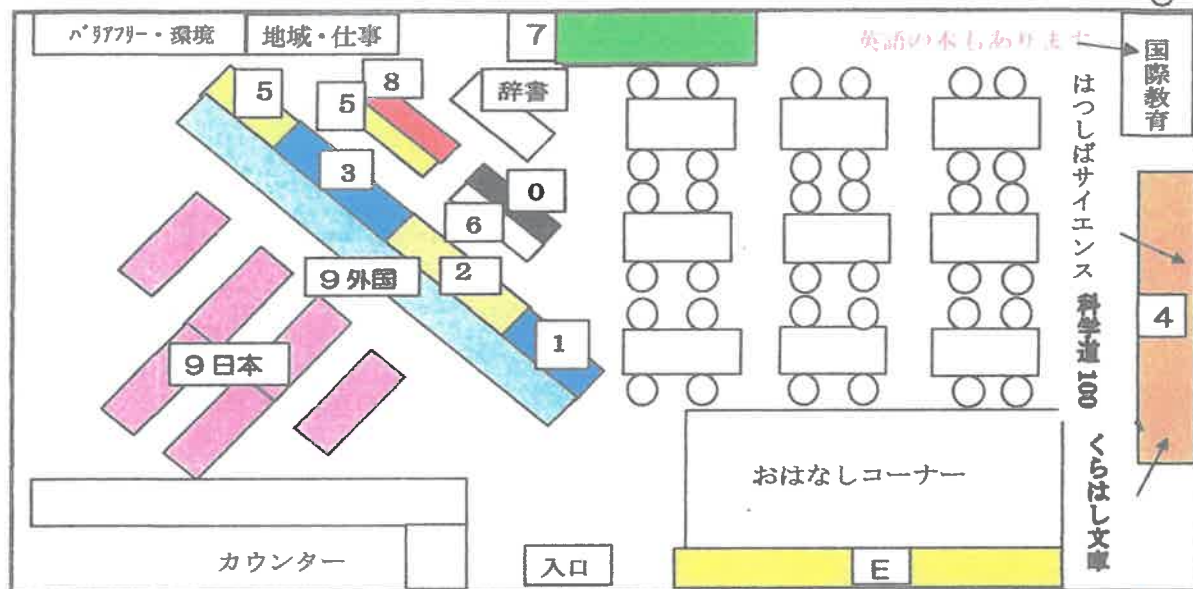 バリアフリー・環境
地域・仕事
7
英語の本もあります
国際教育
5
5
8
辞書
はつしばサイエンス
3
0
6
9外国
2
科学道100
4
1
9日本
くらはし文庫
おはなしコーナー
カウンター
入口
E